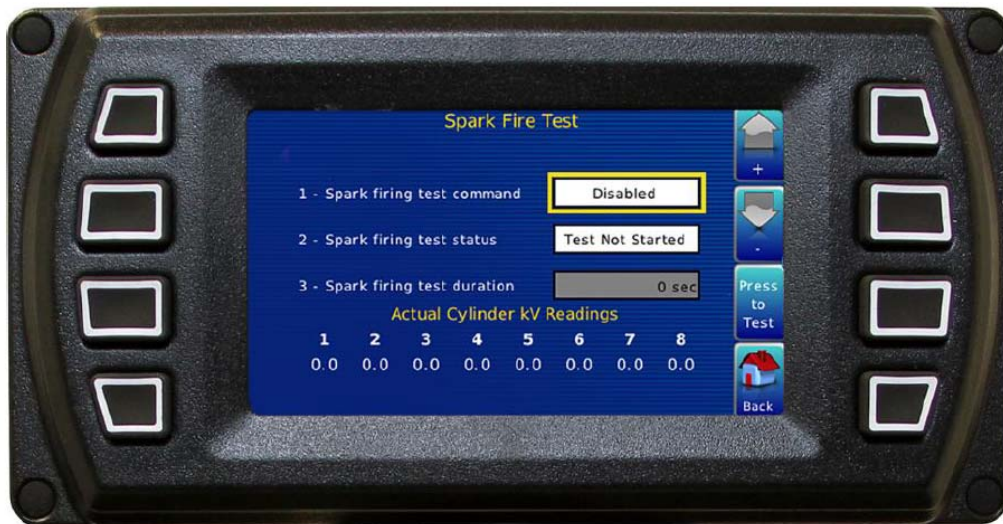 Spark Fire Test
+
1 - Spark firing test command Disabled
2 - Spark firing test status Test Not Started
-
3 - Spark firing test duration 0 sec
Press
to
Test
Actual Cylinder kV Readings
1 2 3 4 5 6 7 8
0.0 0.0 0.0 0.0 0.0 0.0 0.0 0.0
Back